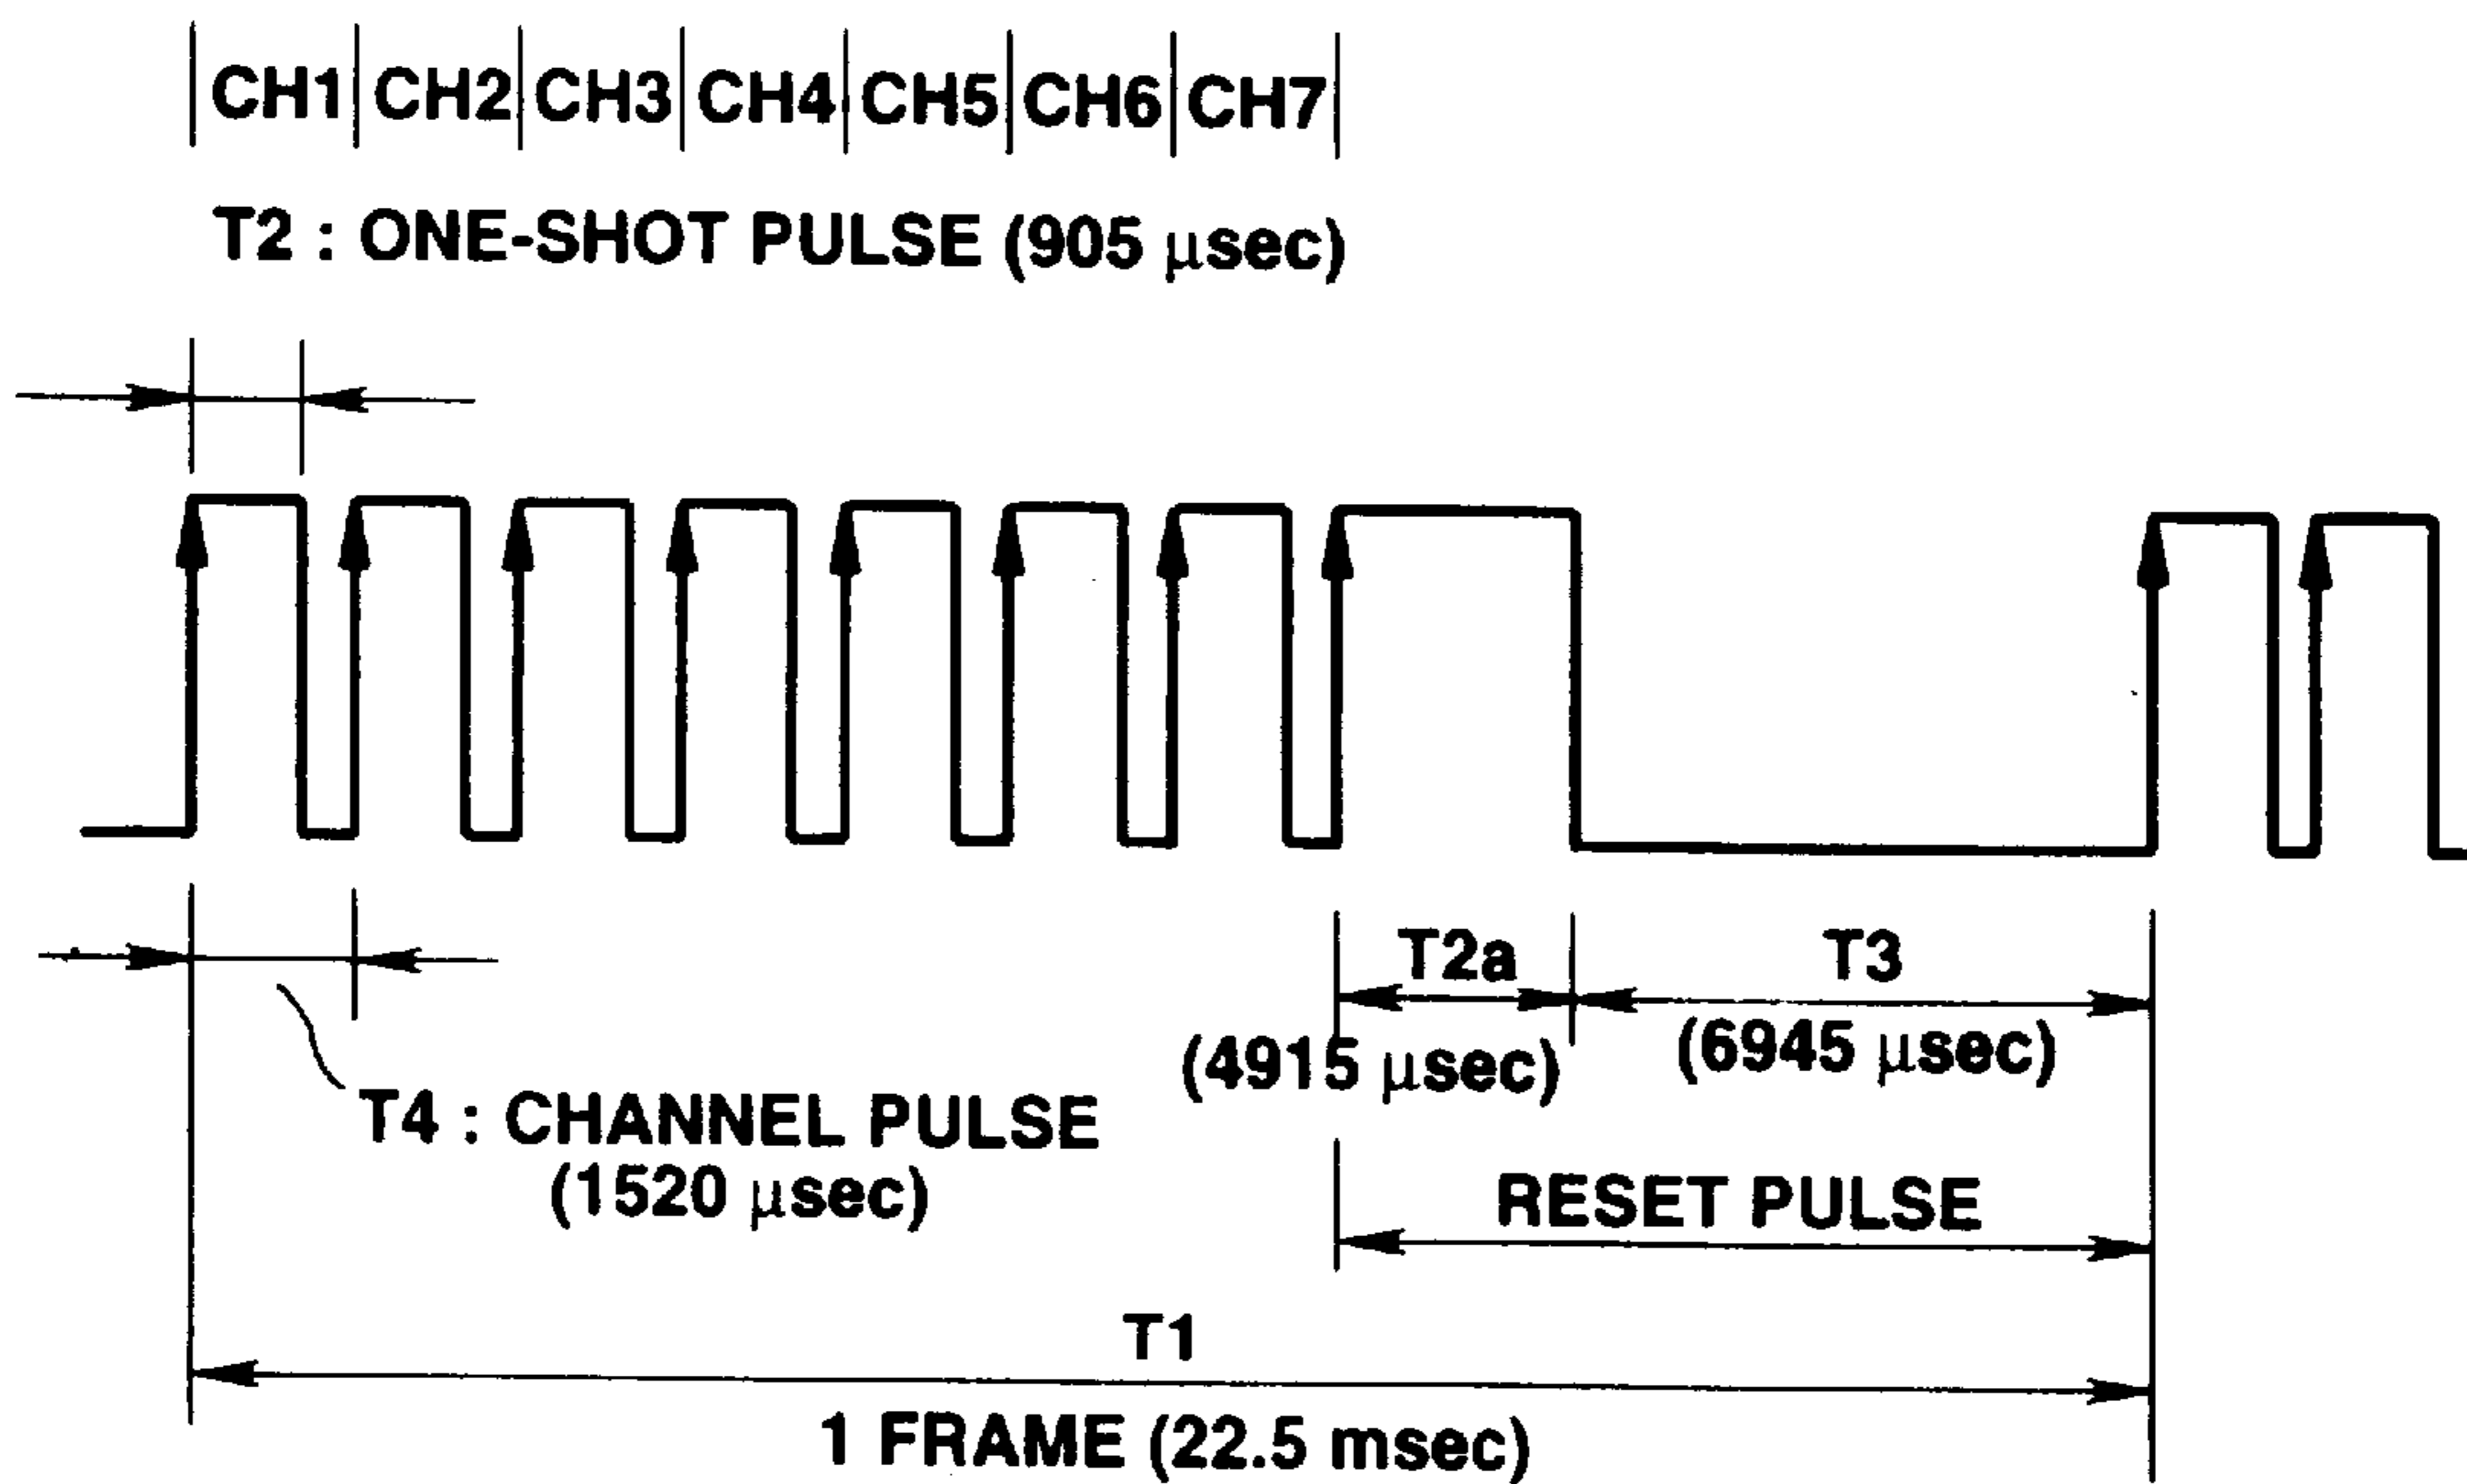 CH1 CH2 CH3 CH4 CH5 CH6 CH7
T2 : ONE-SHOT PULSE (905 μsec)
T2a
(4915 μsec)
T3
(6945 μsec)
T4 : CHANNEL PULSE
(1520 μsec)
RESET PULSE
T1
1 FRAME (22.5 msec)